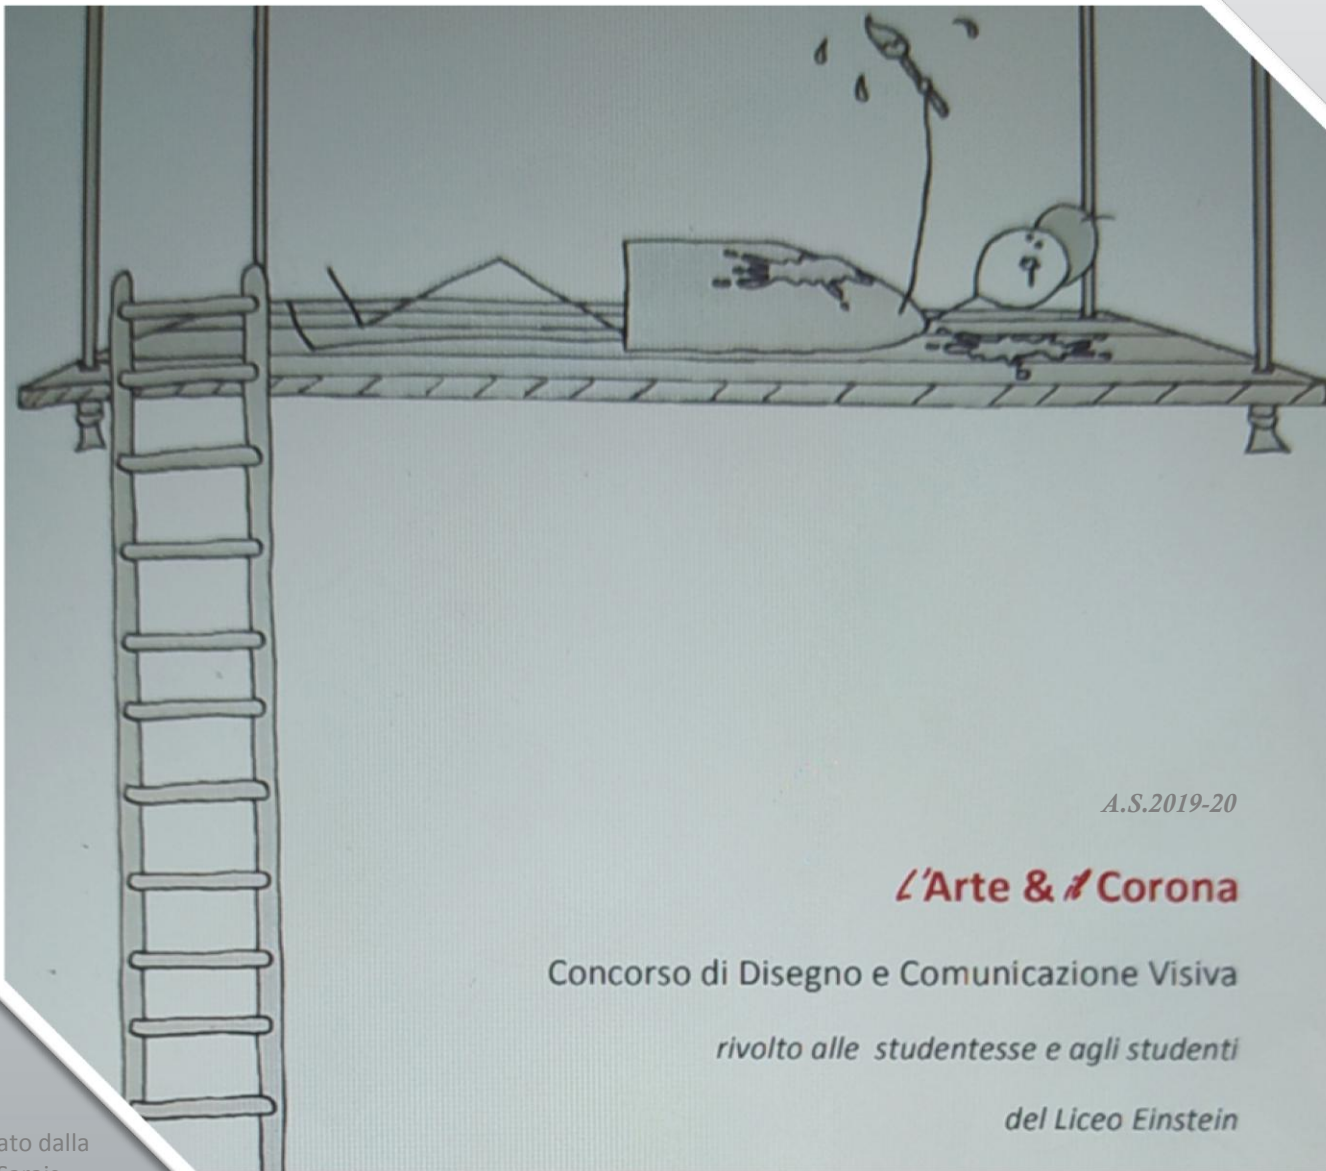 A.S.2019-20
L'Arte & il Corona
Concorso di Disegno e Comunicazione Visiva
rivolto alle studentesse e agli studenti
del Liceo Einstein
dalla